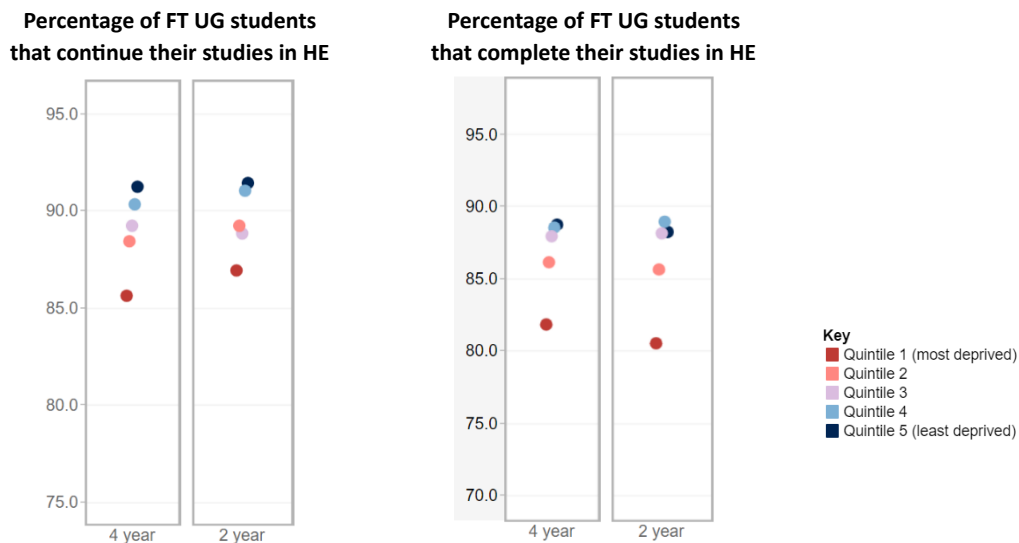 Percentage of FT UG students
that continue their studies in HE
95.0
90.0
85.0
80.0
75.0
4 year
2 year
Percentage of FT UG students
that complete their studies in HE
95.0
90.0
85.0
80.0
75.0
70.0
4 year
2 year
Key
Quintile 1 (most deprived)
Quintile 2
Quintile 3
Quintile 4
Quintile 5 (least deprived)